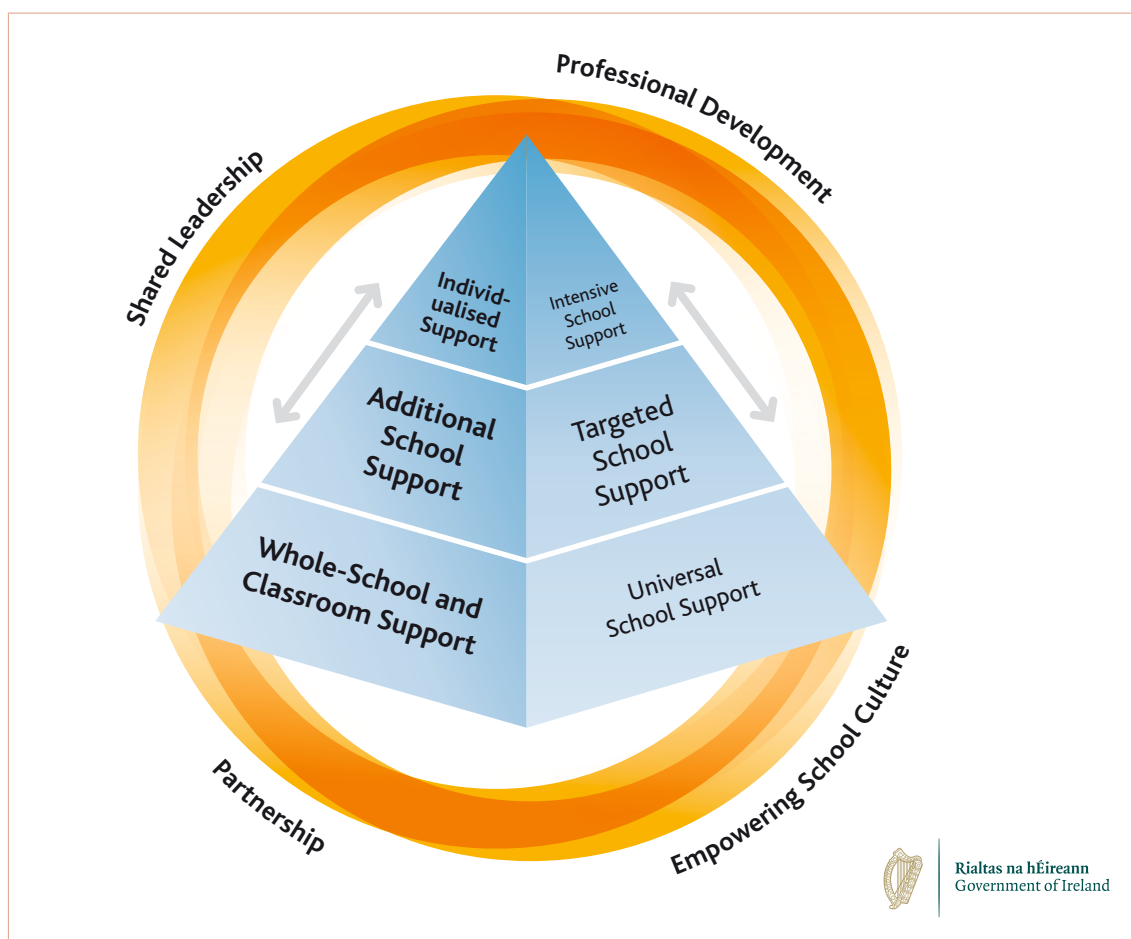 Professional Development
Shared Leadership
Individ-
ualised
Support
Intensive
School
Support
Additional
School
Support
Targeted
School
Support
Whole-School and
Classroom Support
Universal
School Support
Partnership
Empowering School Culture
Rialtas na hÉireann
Government of Ireland